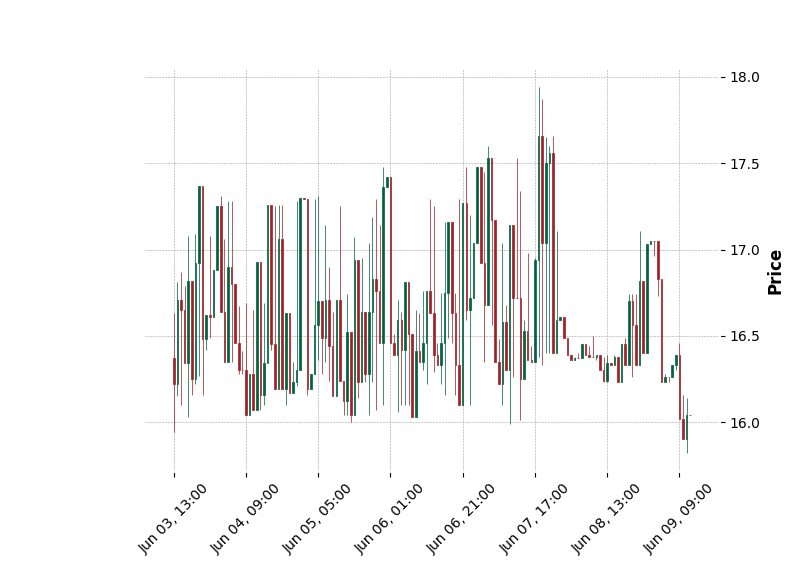 18.0
17.5
17.0
16.5
16.0
Price
Jun 03, 13:00
Jun 04, 09:00
Jun 05, 05:00
Jun 06, 01:00
Jun 06, 21:00
Jun 07, 17:00
Jun 08, 13:00
Jun 09, 09:00